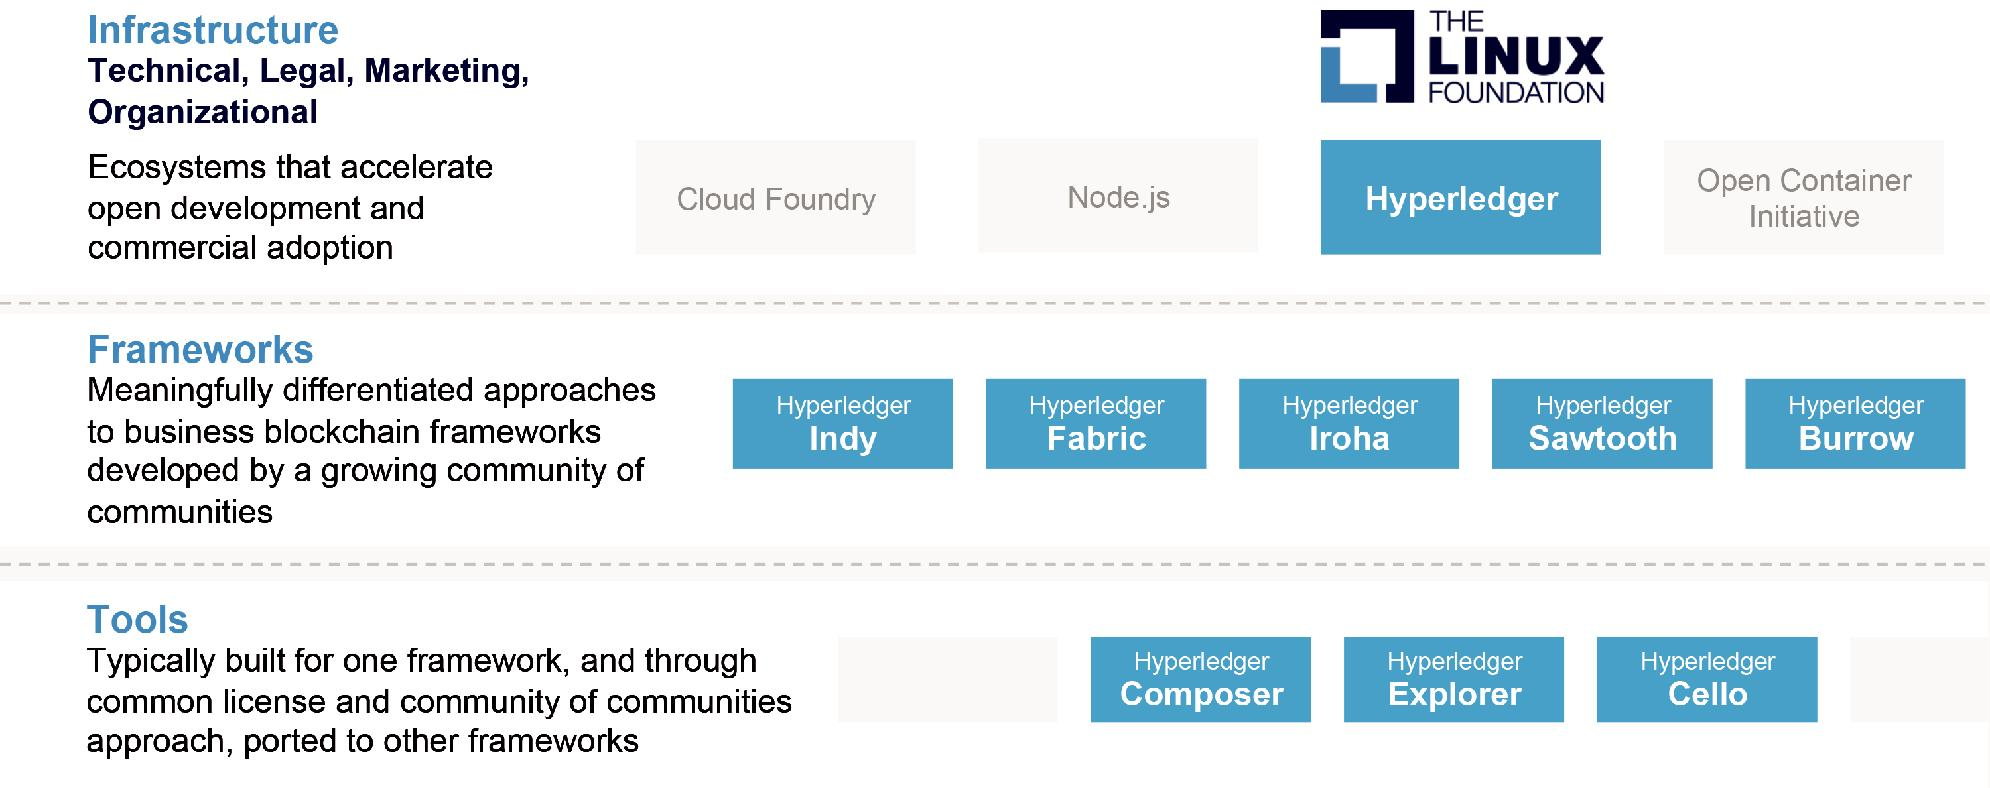 Infrastructure
Technical, Legal, Marketing,
Organizational
Ecosystems that accelerate
open development and
commercial adoption
THE
LINUX
FOUNDATION
Cloud Foundry
Node.js
Hyperledger
Open Container
Initiative
Frameworks
Meaningfully differentiated approaches
to business blockchain frameworks
developed by a growing community of
communities
Hyperledger
Indy
Hyperledger
Fabric
Hyperledger
Iroha
Hyperledger
Sawtooth
Hyperledger
Burrow
Tools
Typically built for one framework, and through
common license and community of communities
approach, ported to other frameworks
Hyperledger
Composer
Hyperledger
Explorer
Hyperledger
Cello